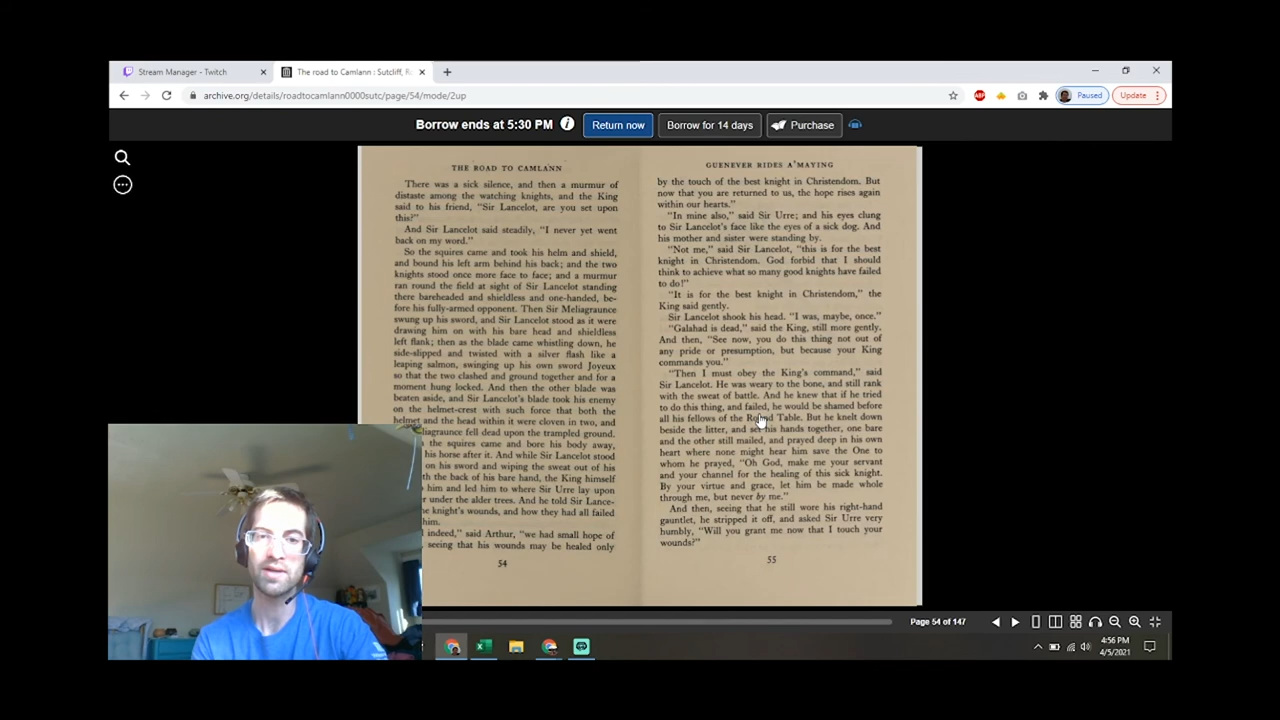 Stream Manager - Twitch
The road to Camlann : Sutcliff, Ro
archive.org/details/roadtocamlann0000sutc/page/54/mode/2up
ABP
Paused
Update
Borrow ends at 5:30 PM
Return now
Borrow for 14 days
Purchase
THE ROAD TO CAMLANN
There was a sick silence, and then a murmur of
distaste among the watching knights, and the King
said to his friend, "Sir Lancelot, are you set upon
this?"
And Sir Lancelot said steadily, "I never yet went
back on my word."
So the squires came and took his helm and shield,
and bound his left arm behind his back; and the two
knights stood once more face to face; and a murmur
ran round the field at sight of Sir Lancelot standing
there bareheaded and shieldless and one-handed, be-
fore his fully-armed opponent. Then Sir Meliagraunce
swung up his sword, and Sir Lancelot stood as it were
drawing him on with his bare head and shieldless
left flank; then as the blade came whistling down, he
side-slipped and twisted with a silver flash like a
leaping salmon, swinging up his own sword Joyeux
so that the two clashed and ground together and for a
moment hung locked. And then the other blade was
beaten aside, and Sir Lancelot's blade took his enemy
on the helmet-crest with such force that both the
helmet and the head within it were cloven in two, and
liagraunce fell dead upon the trampled ground.
the squires came and bore his body away,
his horse after it. And while Sir Lancelot stood
on his sword and wiping the sweat out of his
th the back of his bare hand, the King himself
him and led him to where Sir Urre lay upon
r under the alder trees. And he told Sir Lance-
he knight's wounds, and how they had all failed
him.
indeed," said Arthur, "we had small hope of
seeing that his wounds may be healed only
54
GUENEVER RIDES A'MAYING
by the touch of the best knight in Christendom. But
now that you are returned to us, the hope rises again
within our hearts."
"In mine also," said Sir Urre; and his eyes clung
to Sir Lancelot's face like the eyes of a sick dog. And
his mother and sister were standing by.
"Not me," said Sir Lancelot, "this is for the best
knight in Christendom. God forbid that I should
think to achieve what so many good knights have failed
to do!"
"It is for the best knight in Christendom," the
King said gently.
Sir Lancelot shook his head. "I was, maybe, once."
"Galahad is dead," said the King, still more gently.
And then, "See now, you do this thing not out of
any pride or presumption, but because your King
commands you."
"Then I must obey the King's command," said
Sir Lancelot. He was weary to the bone, and still rank
with the sweat of battle. And he knew that if he tried
to do this thing, and failed, he would be shamed before
all his fellows of the Round Table. But he knelt down
beside the litter, and set his hands together, one bare
and the other still mailed, and prayed deep in his own
heart where none might hear him save the One to
whom he prayed, "Oh God, make me your servant
and your channel for the healing of this sick knight.
By your virtue and grace, let him be made whole
through me, but never by me."
And then, seeing that he still wore his right-hand
gauntlet, he stripped it off, and asked Sir Urre very
humbly, "Will you grant me now that I touch your
wounds?"
55
Page 54 of 147
4:56 PM
4/5/2021